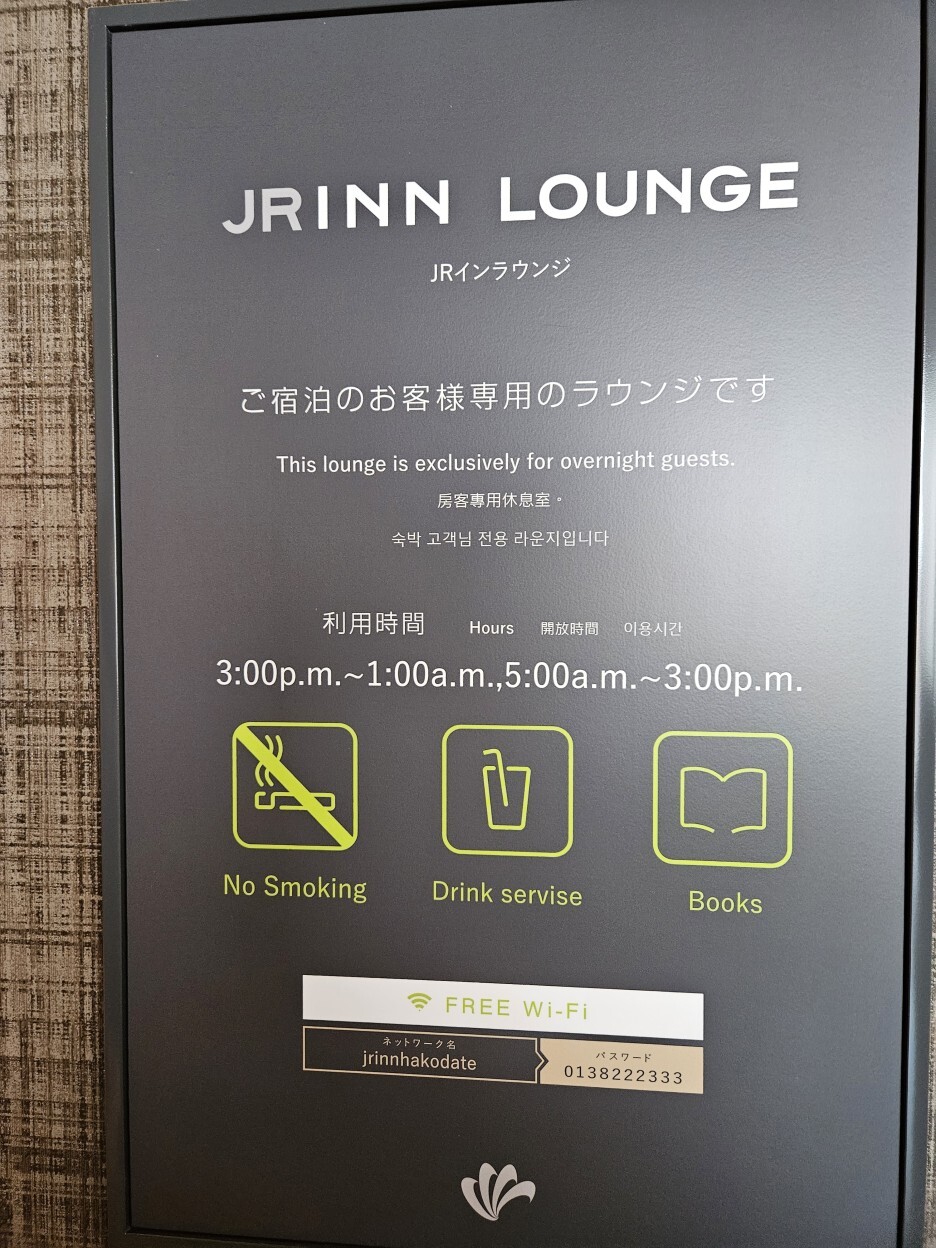 JRINN LOUNGE
JRインラウンジ
ご宿泊のお客様専用のラウンジです
This lounge is exclusively for overnight guests.
房客專用休息室。
숙박 고객님 전용 라운지입니다
利用時間 Hours 開放時間 이용시간
3:00p.m.~1:00a.m.,5:00a.m.~3:00p.m.
No Smoking Drink servise Books
FREE Wi-Fi
ネットワーク名 パスワード
jrinnhakodate 0138222333